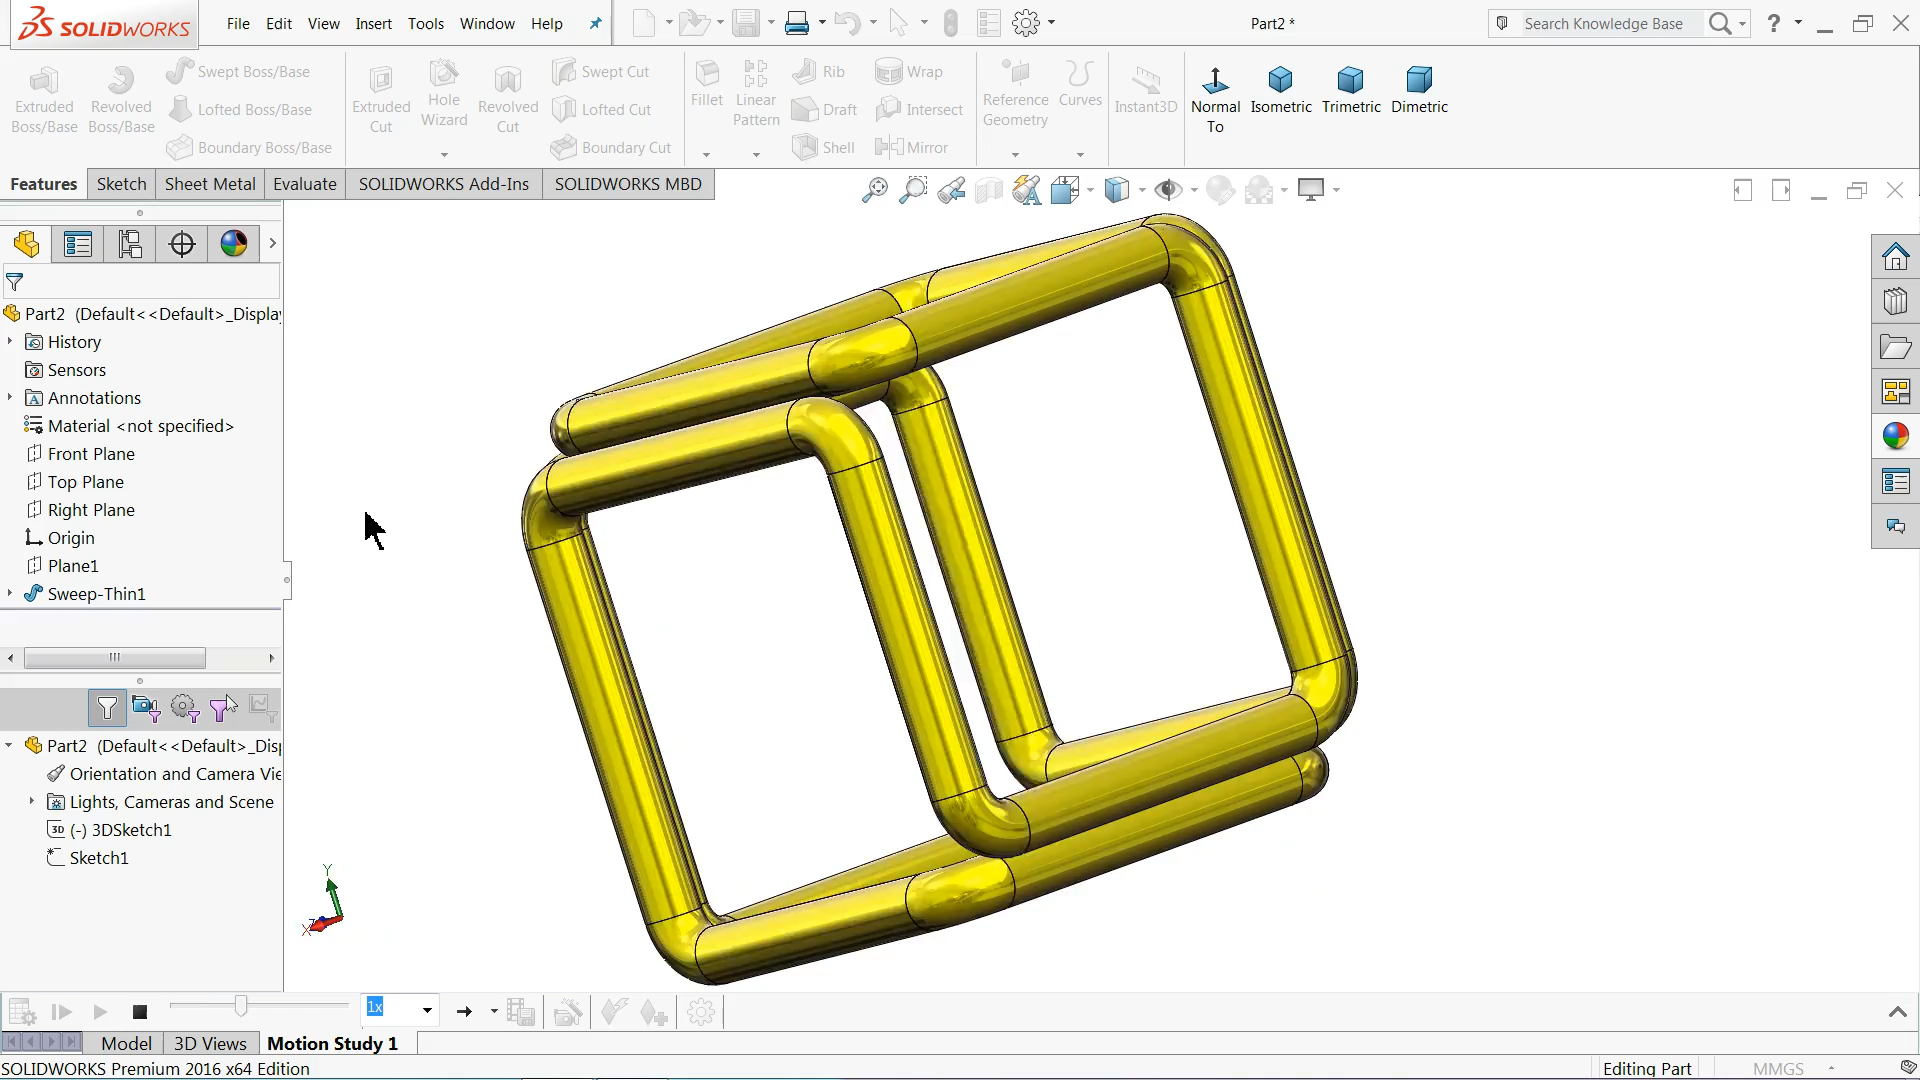 SOLIDWORKS File Edit View Insert Tools Window Help Part2 * Search Knowledge Base ?
Extruded Boss/Base
Revolved Boss/Base
Swept Boss/Base
Lofted Boss/Base
Boundary Boss/Base
Extruded Cut
Hole Wizard
Revolved Cut
Swept Cut
Lofted Cut
Boundary Cut
Fillet
Linear Pattern
Rib
Draft
Shell
Wrap
Intersect
Mirror
Reference Geometry
Curves
Instant3D
Normal To
Isometric
Trimetric
Dimetric
Features Sketch Sheet Metal Evaluate SOLIDWORKS Add-Ins SOLIDWORKS MBD
Part2 (Default<<Default>_Display
History
Sensors
A Annotations
Material <not specified>
Front Plane
Top Plane
Right Plane
Origin
Plane1
Sweep-Thin1
Part2 (Default<<Default>_Disp
Orientation and Camera Vie
Lights, Cameras and Scene
3D (-) 3DSketch1
Sketch1
Y
Z
X
1x
Model 3D Views Motion Study 1
SOLIDWORKS Premium 2016 x64 Edition Editing Part MMGS